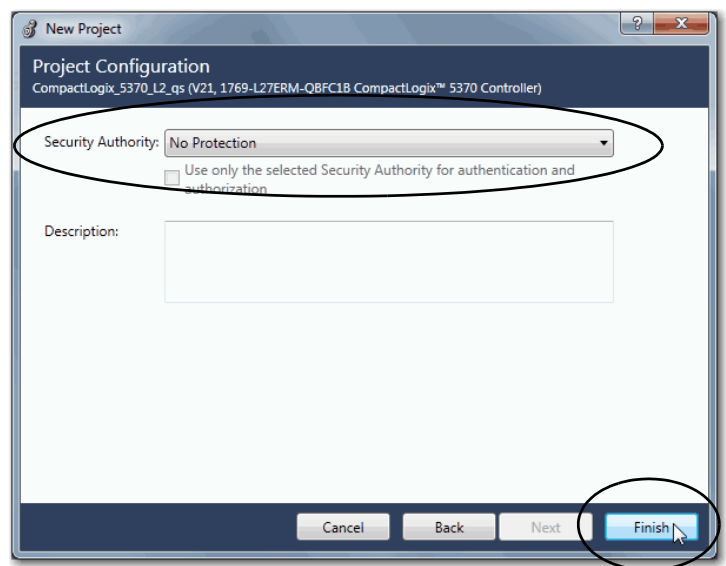 New Project
?
X
Project Configuration
CompactLogix_5370_L2_qs (V21, 1769-L27ERM-QBFC1B CompactLogix™ 5370 Controller)
Security Authority: No Protection
Use only the selected Security Authority for authentication and
authorization
Description:
Cancel Back Next Finish